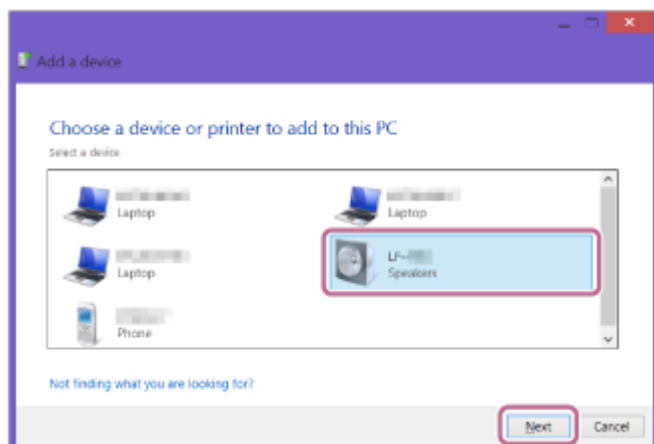 Add a device
Choose a device or printer to add to this PC
Select a device
Laptop
Laptop
Laptop
LF-
Speakers
Phone
Not finding what you are looking for?
Next
Cancel